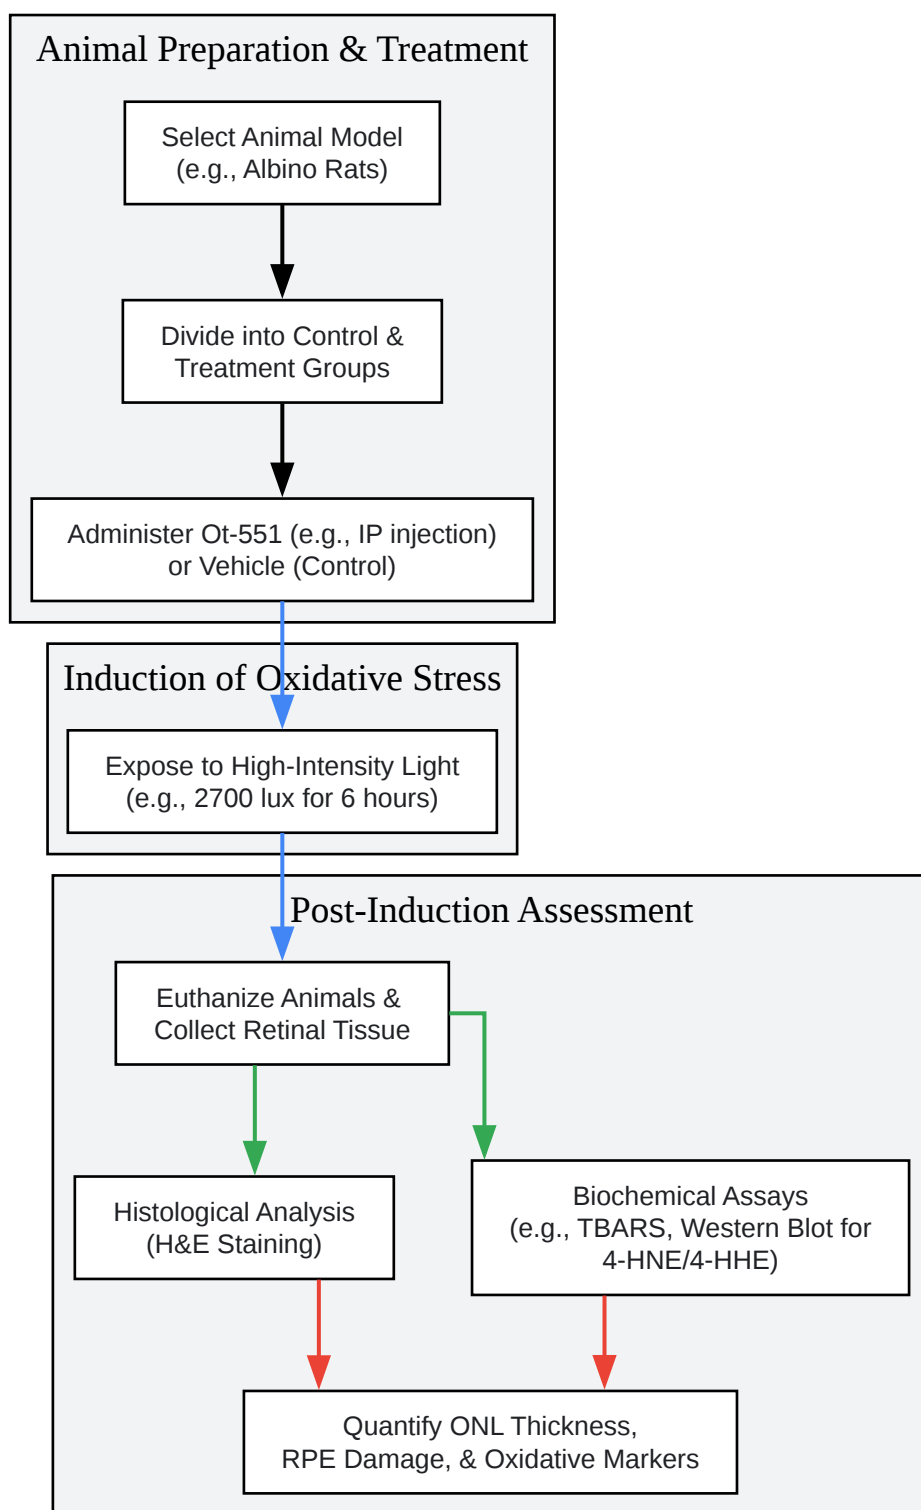 Animal Preparation & Treatment
Select Animal Model
(e.g., Albino Rats)
Divide into Control &
Treatment Groups
Administer Ot-551 (e.g., IP injection)
or Vehicle (Control)
Induction of Oxidative Stress
Expose to High-Intensity Light
(e.g., 2700 lux for 6 hours)
Post-Induction Assessment
Euthanize Animals &
Collect Retinal Tissue
Histological Analysis
(H&E Staining)
Biochemical Assays
(e.g., TBARS, Western Blot for
4-HNE/4-HHE)
Quantify ONL Thickness,
RPE Damage, & Oxidative Markers